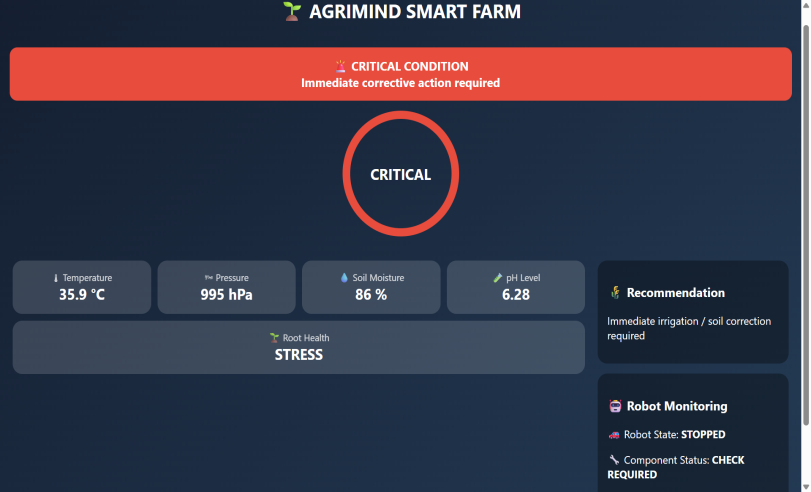 AGRIMIND SMART FARM
CRITICAL CONDITION
Immediate corrective action required
CRITICAL
Temperature
35.9 °C
Pressure
995 hPa
Soil Moisture
86 %
pH Level
6.28
Root Health
STRESS
Recommendation
Immediate irrigation / soil correction
required
Robot Monitoring
Robot State: STOPPED
Component Status: CHECK
REQUIRED